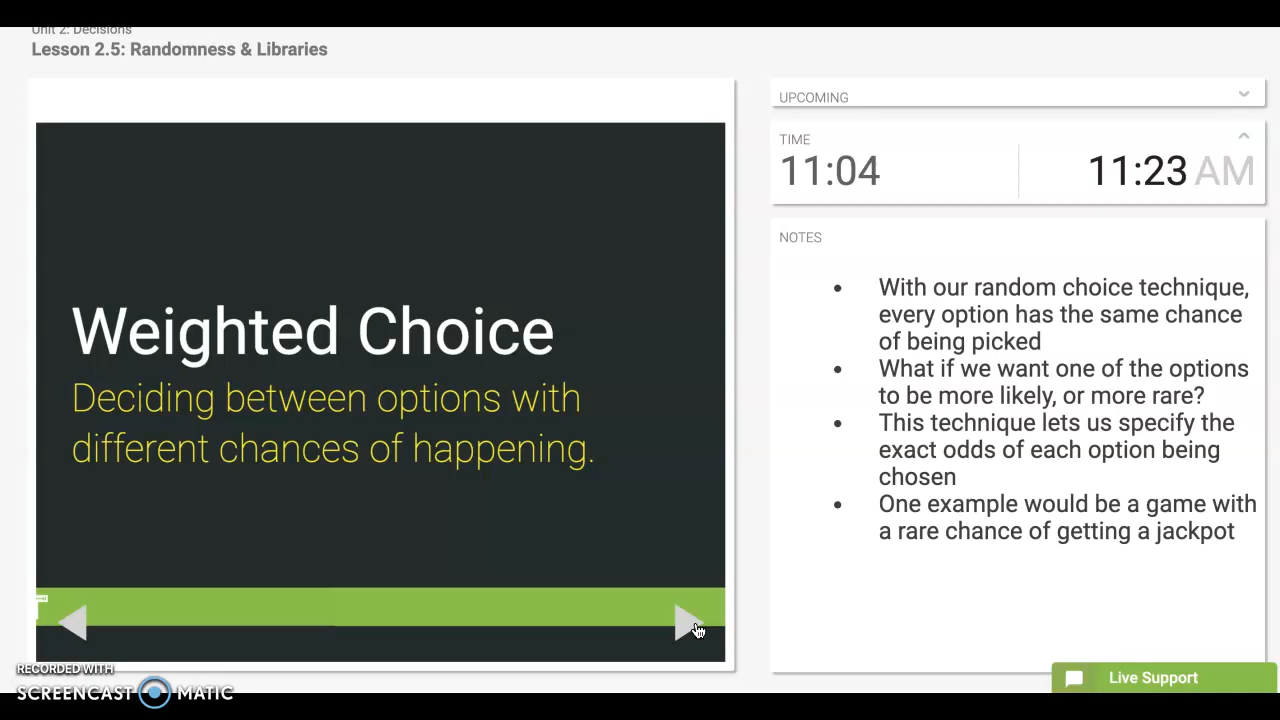 Unit 2: Decisions
Lesson 2.5: Randomness & Libraries
Weighted Choice
Deciding between options with
different chances of happening.
UPCOMING
TIME
11:04
11:23 AM
NOTES
• With our random choice technique,
every option has the same chance
of being picked
• What if we want one of the options
to be more likely, or more rare?
• This technique lets us specify the
exact odds of each option being
chosen
• One example would be a game with
a rare chance of getting a jackpot
RECORDED WITH
SCREENCAST MATIC
Live Support